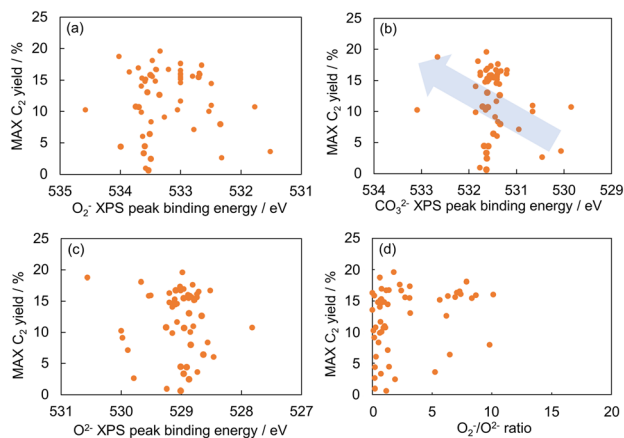 (a)
MAX C₂ yield / %
25
20
15
10
5
0
535 534 533 532 531
O₂⁻ XPS peak binding energy / eV
(b)
MAX C₂ yield / %
25
20
15
10
5
0
534 533 532 531 530 529
CO₃²⁻ XPS peak binding energy / eV
(c)
MAX C₂ yield / %
25
20
15
10
5
0
531 530 529 528 527
O²⁻ XPS peak binding energy / eV
(d)
MAX C₂ yield / %
25
20
15
10
5
0
0 5 10 15 20
O₂⁻/O²⁻ ratio